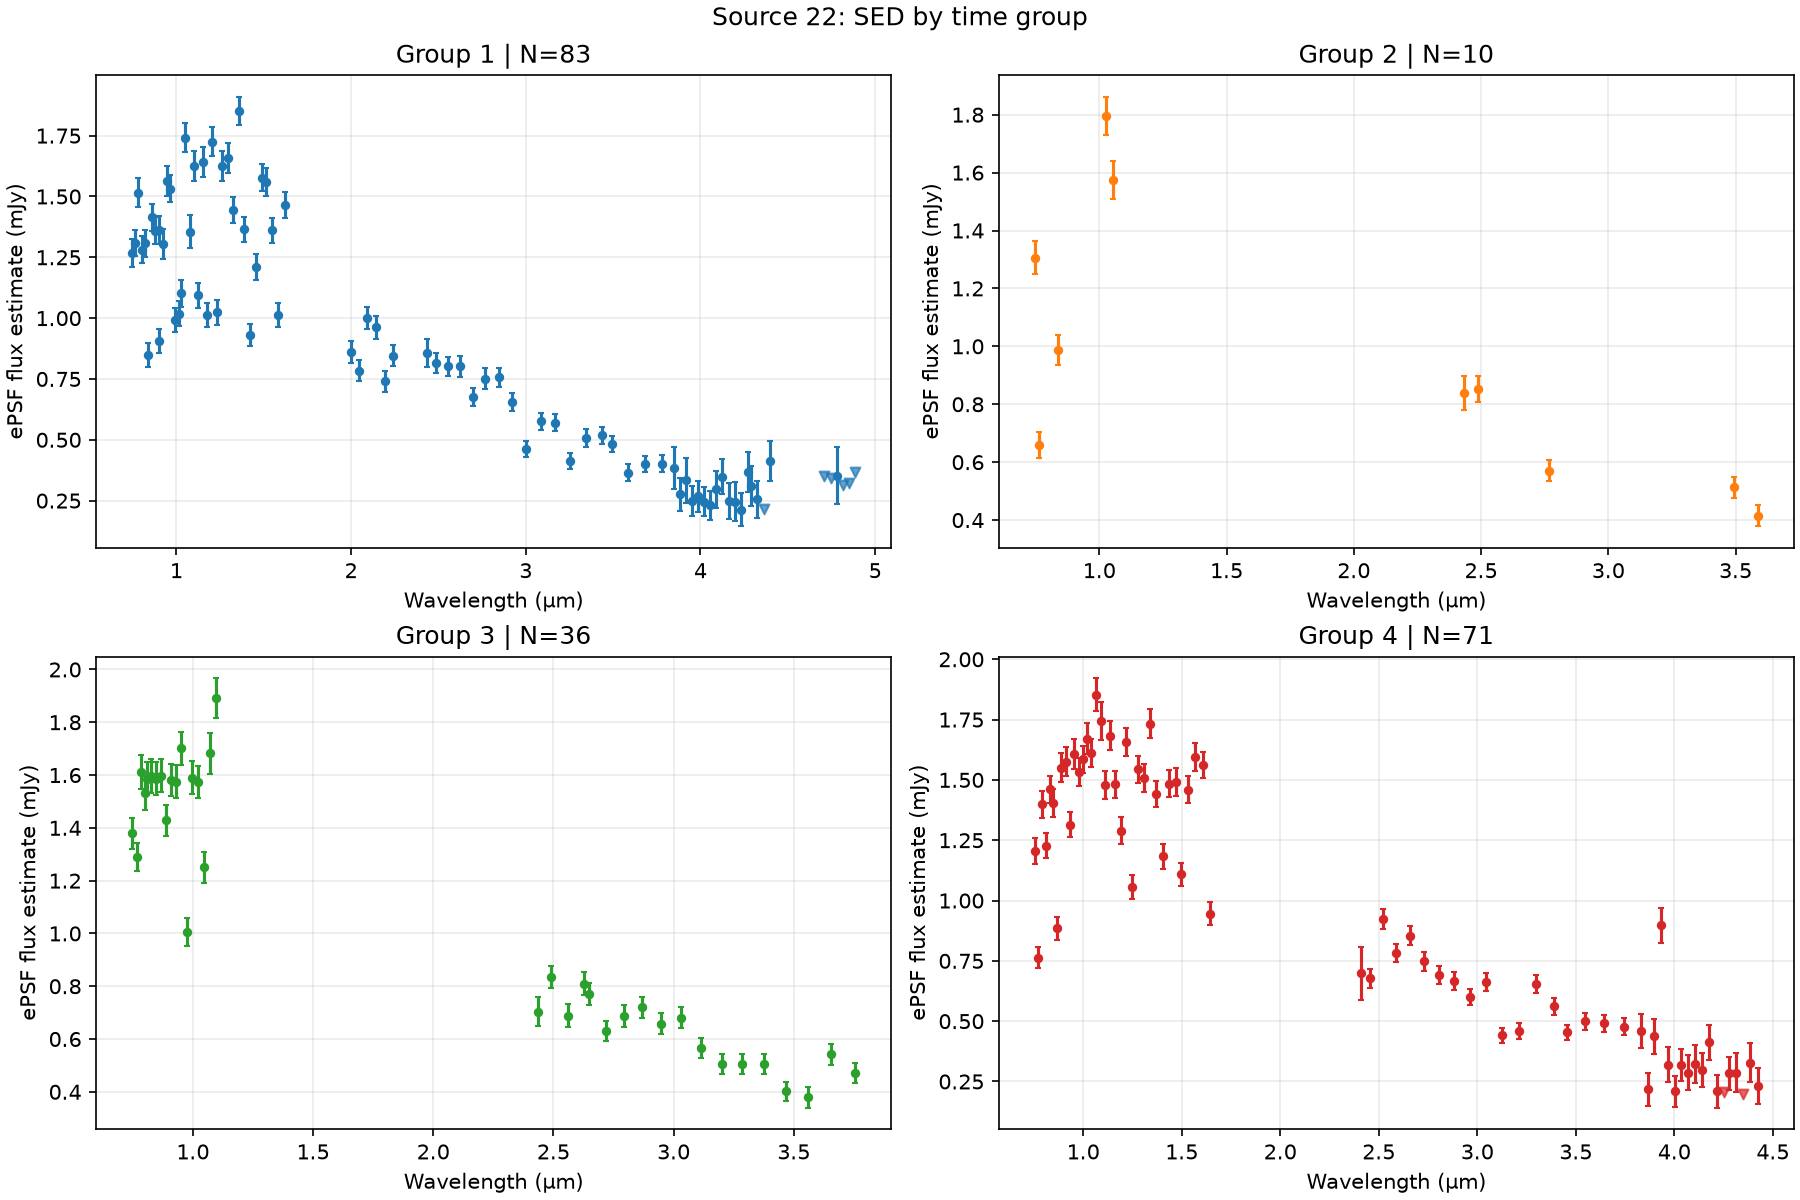 Source 22: SED by time group
Group 1 | N=83
1.75
1.50
1.25
1.00
0.75
0.50
0.25
ePSF flux estimate (mJy)
1 2 3 4 5
Wavelength (μm)
Group 2 | N=10
1.8
1.6
1.4
1.2
1.0
0.8
0.6
0.4
ePSF flux estimate (mJy)
1.0 1.5 2.0 2.5 3.0 3.5
Wavelength (μm)
Group 3 | N=36
2.0
1.8
1.6
1.4
1.2
1.0
0.8
0.6
0.4
ePSF flux estimate (mJy)
1.0 1.5 2.0 2.5 3.0 3.5
Wavelength (μm)
Group 4 | N=71
2.00
1.75
1.50
1.25
1.00
0.75
0.50
0.25
ePSF flux estimate (mJy)
1.0 1.5 2.0 2.5 3.0 3.5 4.0 4.5
Wavelength (μm)